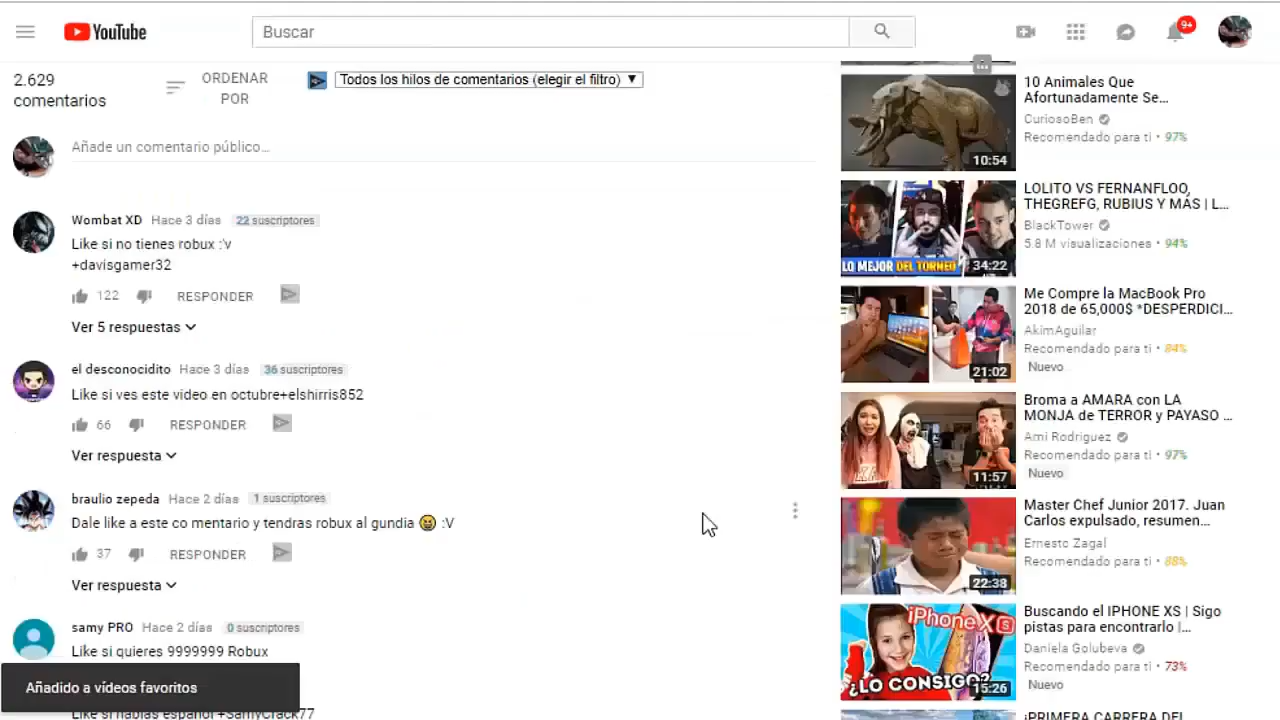 YouTube
Buscar
9+
2.629
comentarios
ORDENAR
POR
Todos los hilos de comentarios (elegir el filtro) ▼
Añade un comentario público...
Wombat XD Hace 3 días 22 suscriptores
Like si no tienes robux :'v
+davisgamer32
122 RESPONDER
Ver 5 respuestas
el desconocidito Hace 3 días 36 suscriptores
Like si ves este video en octubre+elshirris852
66 RESPONDER
Ver respuesta
braulio zepeda Hace 2 días 1 suscriptores
Dale like a este co mentario y tendras robux al gundia 😆 :V
37 RESPONDER
Ver respuesta
samy PRO Hace 2 días 0 suscriptores
Like si quieres 9999999 Robux
Like si hablas español +SamyCrack77
Añadido a vídeos favoritos
10:54
10 Animales Que
Afortunadamente Se...
CuriosoBen
Recomendado para ti • 97%
LO MEJOR DEL TORNEO
34:22
LOLITO VS FERNANFLOO,
THEGREFG, RUBIUS Y MÁS | L...
BlackTower
5.8 M visualizaciones • 94%
21:02
Me Compre la MacBook Pro
2018 de 65,000$ *DESPERDICI...
AkimAguilar
Recomendado para ti • 84%
Nuevo
11:57
Broma a AMARA con LA
MONJA de TERROR y PAYASO ...
Ami Rodriguez
Recomendado para ti • 97%
Nuevo
22:38
Master Chef Junior 2017. Juan
Carlos expulsado, resumen...
Ernesto Zagal
Recomendado para ti • 88%
iPhone XS
¿LO CONSIGO?
15:26
Buscando el IPHONE XS | Sigo
pistas para encontrarlo |...
Daniela Golubeva
Recomendado para ti • 73%
Nuevo
¡PRIMERA CARRERA DEL